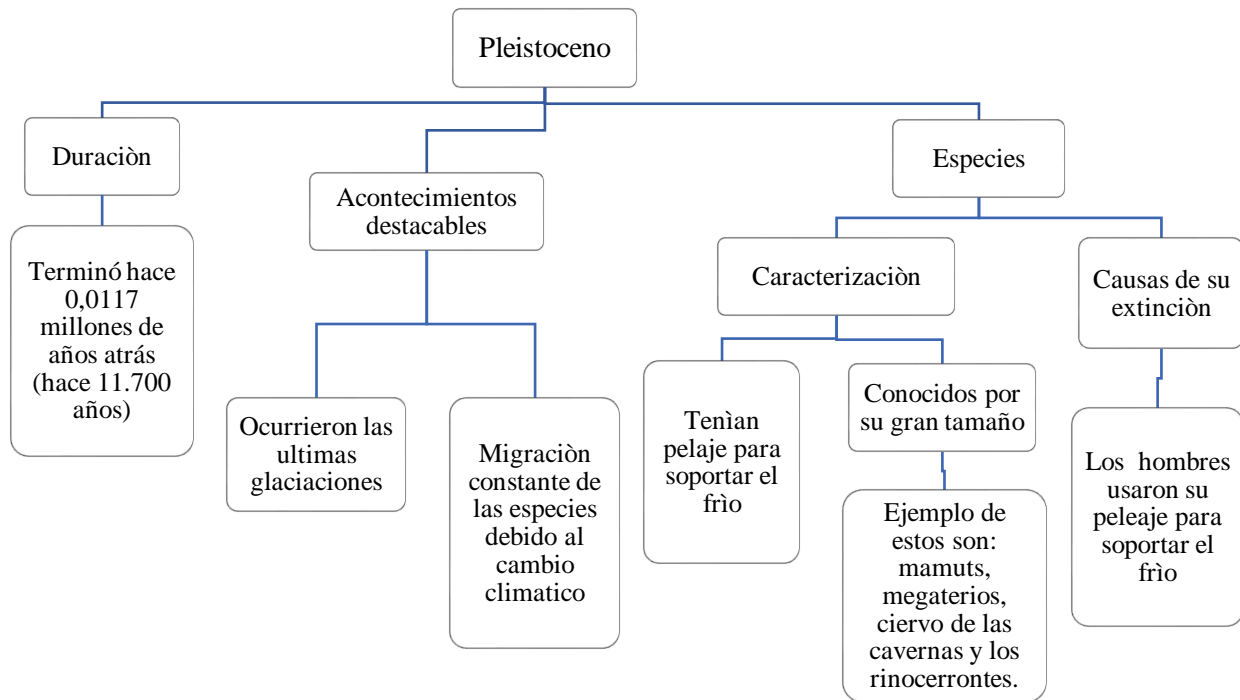 Pleistoceno
Duraciòn
Terminó hace
0,0117
millones de
años atrás
(hace 11.700
años)
Acontecimientos
destacables
Ocurrieron las
ultimas
glaciaciones
Migraciòn
constante de
las especies
debido al
cambio
climatico
Especies
Caracterizaciòn
Tenìan
pelaje para
soportar el
frìo
Conocidos por
su gran tamaño
Ejemplo de
estos son:
mamuts,
megaterios,
ciervo de las
cavernas y los
rinocerrontes.
Causas de su
extinciòn
Los hombres
usaron su
peleaje para
soportar el
frìo